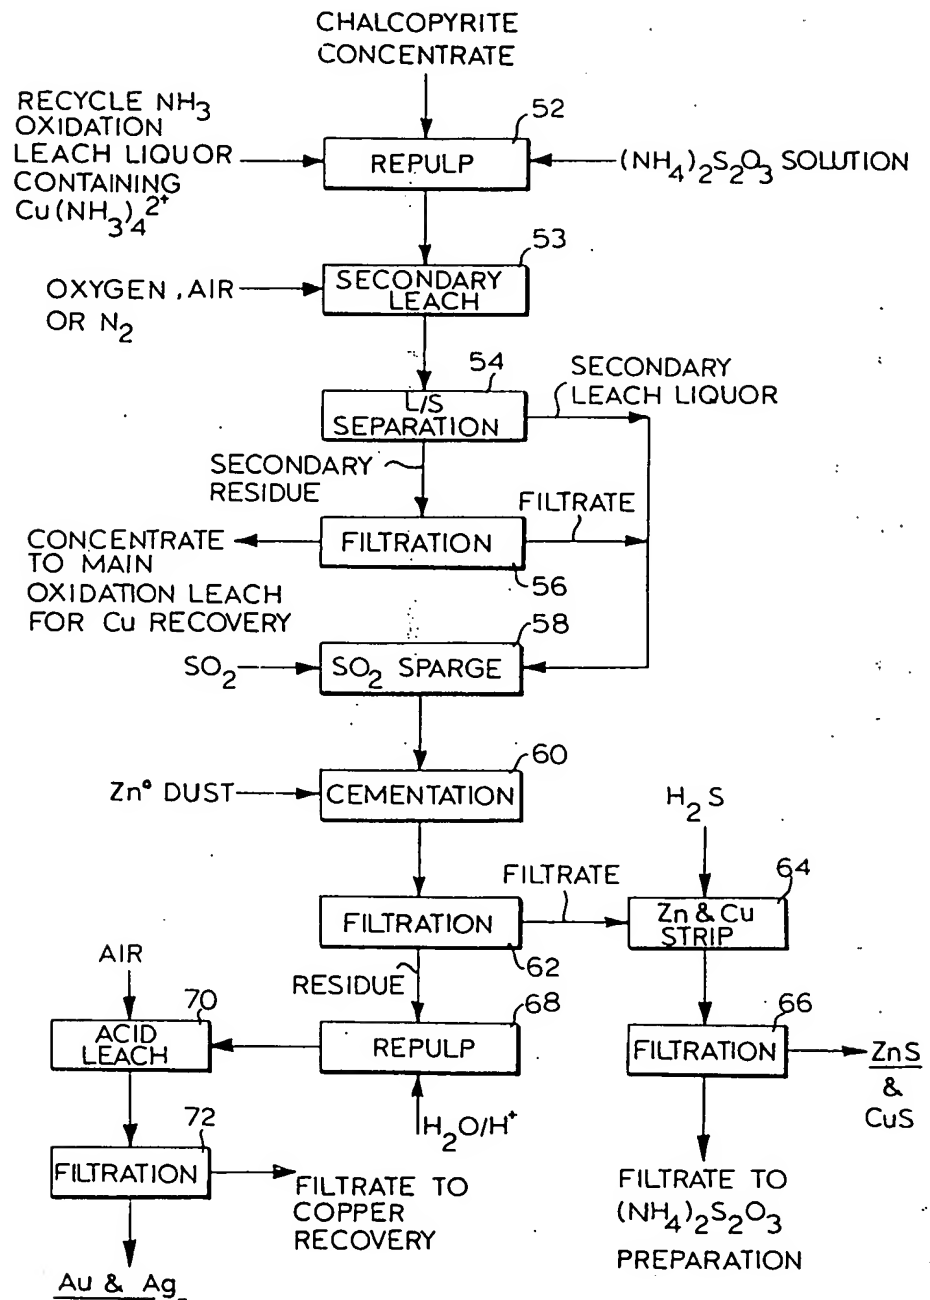 CHALCOPYRITE
CONCENTRATE
RECYCLE NH3
OXIDATION
LEACH LIQUOR
CONTAINING
Cu(NH3)4 2+
52
REPULP
(NH4)2S2O3 SOLUTION
53
OXYGEN, AIR
OR N2
SECONDARY
LEACH
54
L/S
SEPARATION
SECONDARY
LEACH LIQUOR
SECONDARY
RESIDUE
FILTRATE
CONCENTRATE
TO MAIN
OXIDATION LEACH
FOR Cu RECOVERY
FILTRATION
56
58
SO2
SO2 SPARGE
60
Zn° DUST
CEMENTATION
H2S
FILTRATE
64
FILTRATION
62
Zn & Cu
STRIP
AIR
RESIDUE
70
ACID
LEACH
68
REPULP
66
FILTRATION
ZnS
&
CuS
H2O/H+
72
FILTRATION
FILTRATE TO
COPPER
RECOVERY
FILTRATE TO
(NH4)2S2O3
PREPARATION
Au & Ag